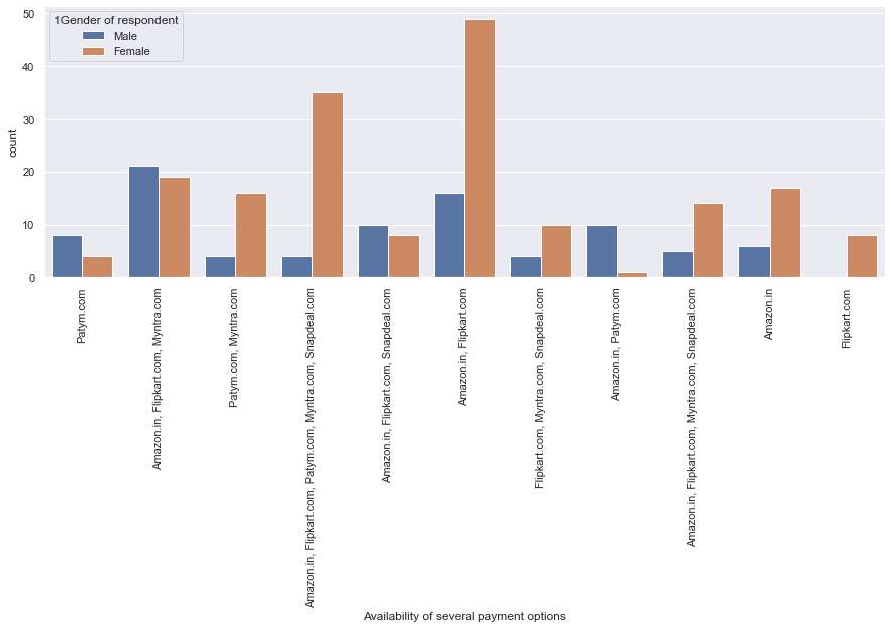 1Gender of respondent
Male
Female
50
40
30
20
10
0
count
Patym.com
Amazon.in, Flipkart.com, Myntra.com
Patym.com, Myntra.com
Amazon.in, Flipkart.com, Patym.com, Myntra.com, Snapdeal.com
Amazon.in, Flipkart.com, Snapdeal.com
Amazon.in, Flipkart.com
Flipkart.com, Myntra.com, Snapdeal.com
Amazon.in, Patym.com
Amazon.in, Flipkart.com, Myntra.com, Snapdeal.com
Amazon.in
Flipkart.com
Availability of several payment options